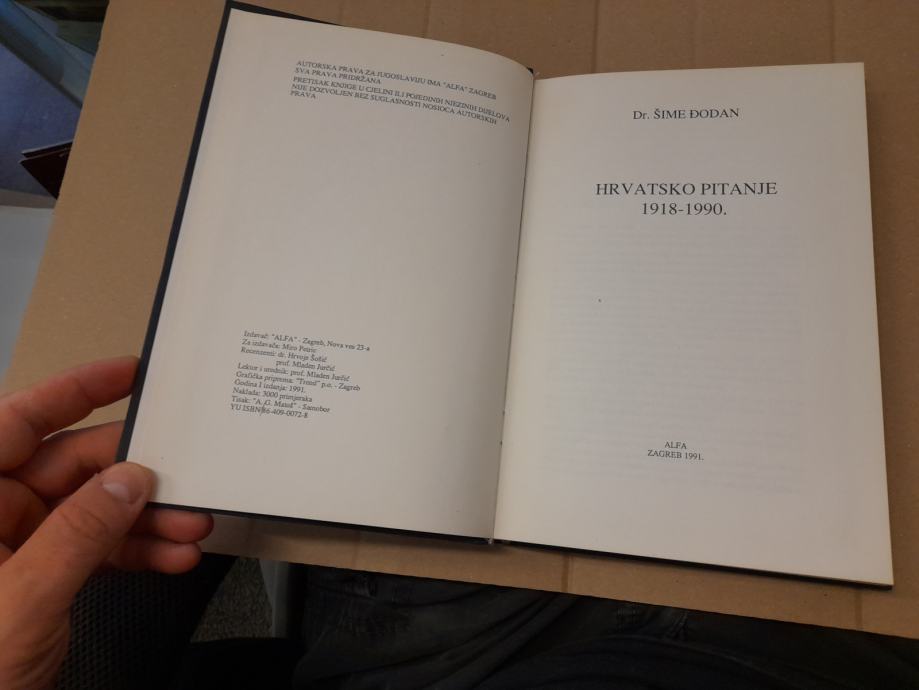 AUTORSKA PRAVA ZA JUGOSLAVIJU IMA "ALFA" ZAGREB
SVA PRAVA PRIDRŽANA
PRETISAK KNJIGE U CJELINI ILI POJEDINIH NJEZINIH DIJELOVA
NIJE DOZVOLJEN BEZ SUGLASNOSTI NOSIOCA AUTORSKIH
PRAVA
Izdavač: "ALFA" - Zagreb, Nova ves 23-a
Za izdavača: Miro Petric
Recenzenti: dr. Hrvoje Šošić
prof. Mladen Jurčić
Lektor i urednik: prof. Mladen Jurčić
Grafička priprema: "Trend" p.o. - Zagreb
Godina I izdanja: 1991.
Naklada: 3000 primjeraka
Tisak: "A. G. Matoš" - Samobor
YU ISBN 86-409-0072-8
Dr. ŠIME ĐODAN
HRVATSKO PITANJE
1918-1990.
ALFA
ZAGREB 1991.